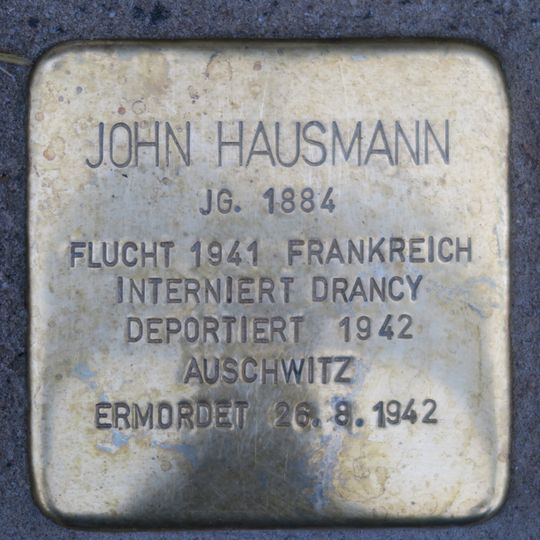 JOHN HAUSMANN
JG. 1884
FLUCHT 1941 FRANKREICH
INTERNIERT DRANCY
DEPORTIERT 1942
AUSCHWITZ
ERMORDET 26.8.1942